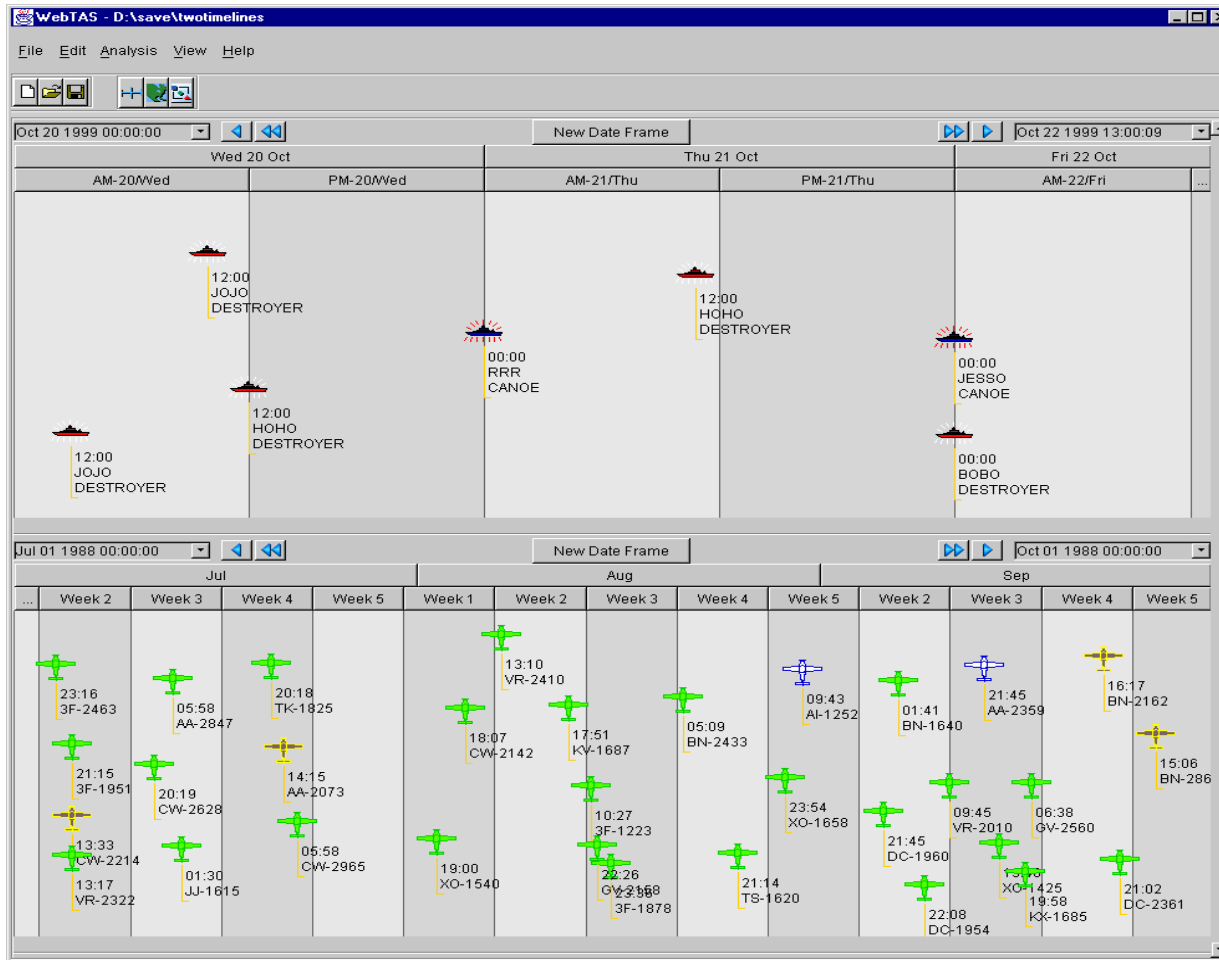 WebTAS - D:\save\twotimelines
File Edit Analysis View Help
Oct 20 1999 00:00:00 New Date Frame Oct 22 1999 13:00:09
Wed 20 Oct Thu 21 Oct Fri 22 Oct
AM-20/Wed PM-20/Wed AM-21/Thu PM-21/Thu AM-22/Fri ...
12:00
JOJO
DESTROYER
12:00
HOHO
DESTROYER
00:00
RRR
CANOE
00:00
JESSO
CANOE
12:00
HOHO
DESTROYER
12:00
JOJO
DESTROYER
00:00
BOBO
DESTROYER
Jul 01 1988 00:00:00 New Date Frame Oct 01 1988 00:00:00
Jul Aug Sep
... Week 2 Week 3 Week 4 Week 5 Week 1 Week 2 Week 3 Week 4 Week 5 Week 2 Week 3 Week 4 Week 5
23:16
3F-2463
21:15
3F-1951
13:33
CW-2214
13:17
VR-2322
05:58
AA-2847
20:19
CW-2628
01:30
JJ-1615
20:18
TK-1825
14:15
AA-2073
05:58
CW-2965
18:07
CW-2142
19:00
XO-1540
13:10
VR-2410
17:51
KV-1687
10:27
3F-1223
22:26
3F-1878
05:09
BN-2433
21:14
TS-1620
09:43
AI-1252
23:54
XO-1658
01:41
BN-1640
21:45
DC-1960
22:08
DC-1954
21:45
AA-2359
09:45
VR-2010
XO-1425
06:38
GV-2560
19:58
KX-1685
16:17
BN-2162
21:02
DC-2361
15:06
BN-286